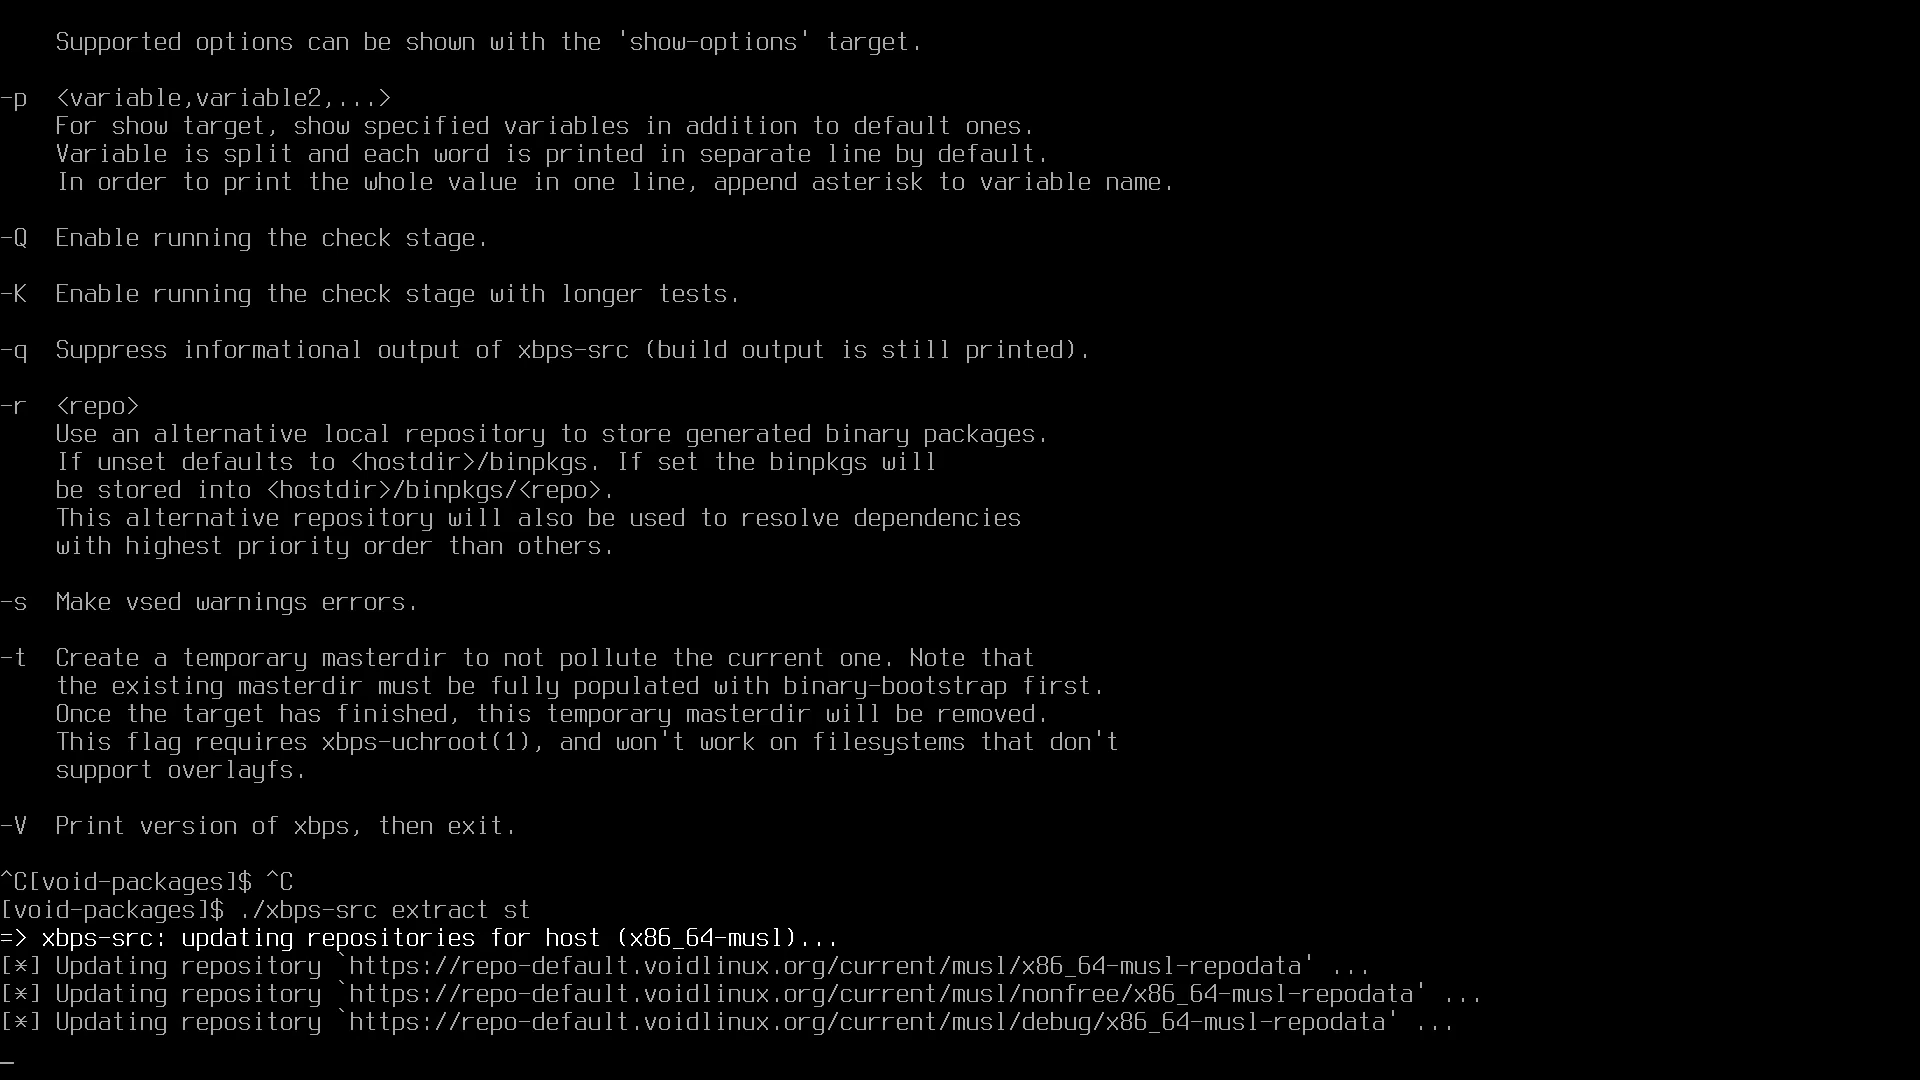 Supported options can be shown with the 'show-options' target.
-p  <variable,variable2,...>
For show target, show specified variables in addition to default ones.
Variable is split and each word is printed in separate line by default.
In order to print the whole value in one line, append asterisk to variable name.
-Q  Enable running the check stage.
-K  Enable running the check stage with longer tests.
-q  Suppress informational output of xbps-src (build output is still printed).
-r  <repo>
Use an alternative local repository to store generated binary packages.
If unset defaults to <hostdir>/binpkgs. If set the binpkgs will
be stored into <hostdir>/binpkgs/<repo>.
This alternative repository will also be used to resolve dependencies
with highest priority order than others.
-s  Make vsed warnings errors.
-t  Create a temporary masterdir to not pollute the current one. Note that
the existing masterdir must be fully populated with binary-bootstrap first.
Once the target has finished, this temporary masterdir will be removed.
This flag requires xbps-uchroot(1), and won't work on filesystems that don't
support overlayfs.
-V  Print version of xbps, then exit.
^C[void-packages]$ ^C
[void-packages]$ ./xbps-src extract st
=> xbps-src: updating repositories for host (x86_64-musl)...
[*] Updating repository `https://repo-default.voidlinux.org/current/musl/x86_64-musl-repodata' ...
[*] Updating repository `https://repo-default.voidlinux.org/current/musl/nonfree/x86_64-musl-repodata' ...
[*] Updating repository `https://repo-default.voidlinux.org/current/musl/debug/x86_64-musl-repodata' ...